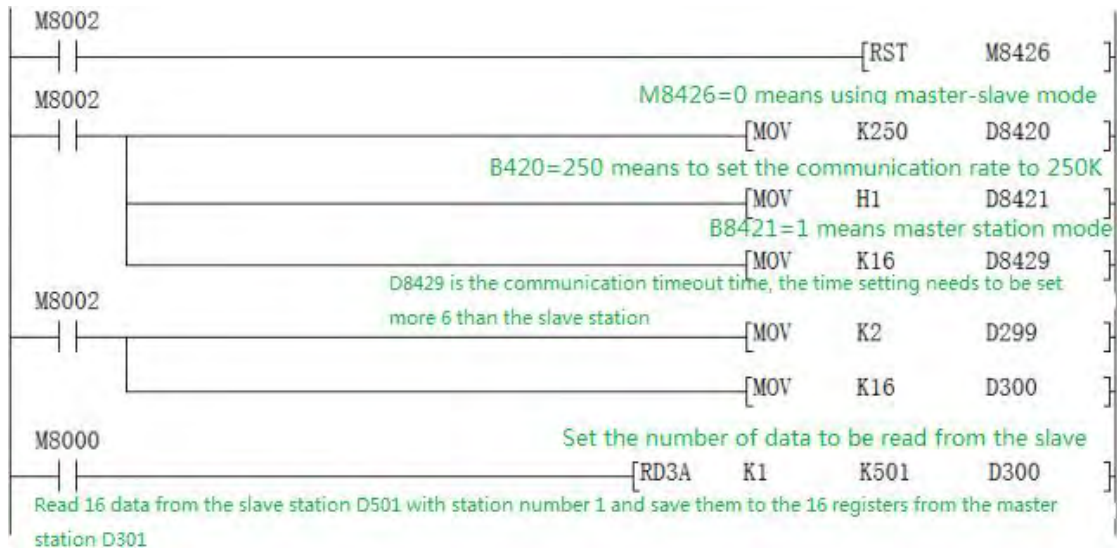 M8002
[RST M8426 ]
M8426=0 means using master-slave mode
M8002
[MOV K250 D8420 ]
B420=250 means to set the communication rate to 250K
[MOV H1 D8421 ]
B8421=1 means master station mode
[MOV K16 D8429 ]
D8429 is the communication timeout time, the time setting needs to be set
more 6 than the slave station
M8002
[MOV K2 D299 ]
[MOV K16 D300 ]
Set the number of data to be read from the slave
M8000
[RD3A K1 K501 D300 ]
Read 16 data from the slave station D501 with station number 1 and save them to the 16 registers from the master
station D301